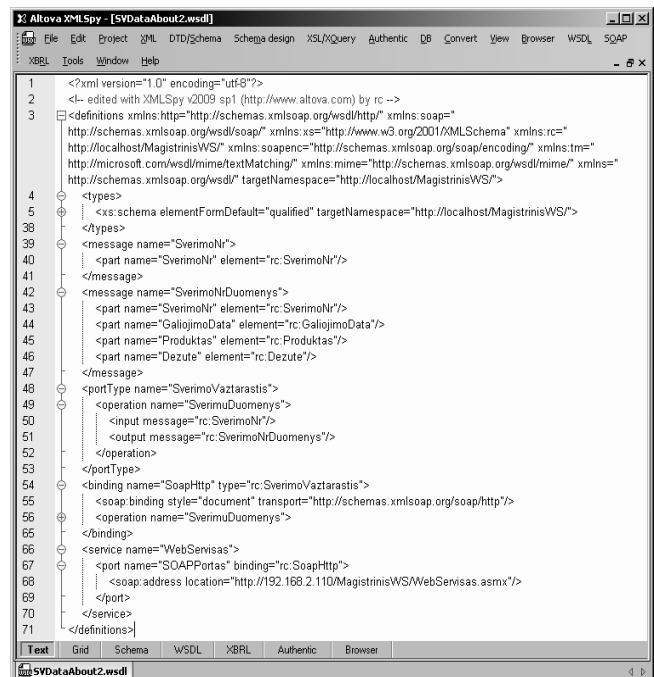 Altova XMLSpy - [SVDataAbout2.wsdl]
File Edit Project XML DTD/Schema Schema design XSL/XQuery Authentic DB Convert View Browser WSDL SOAP
XBRL Tools Window Help
1 <?xml version="1.0" encoding="utf-8"?>
2 <!-- edited with XMLSpy v2009 sp1 (http://www.altova.com) by rc -->
3 <definitions xmlns:http="http://schemas.xmlsoap.org/wsdl/http/" xmlns:soap="
http://schemas.xmlsoap.org/wsdl/soap/" xmlns:xs="http://www.w3.org/2001/XMLSchema" xmlns:rc="
http://localhost/MagistrinisWS/" xmlns:soapenc="http://schemas.xmlsoap.org/soap/encoding/" xmlns:tm="
http://microsoft.com/wsdl/mime/textMatching/" xmlns:mime="http://schemas.xmlsoap.org/wsdl/mime/" xmlns="
http://schemas.xmlsoap.org/wsdl/" targetNamespace="http://localhost/MagistrinisWS/">
4 <types>
5 <xs:schema elementFormDefault="qualified" targetNamespace="http://localhost/MagistrinisWS/">
38 </types>
39 <message name="SverimoNr">
40 <part name="SverimoNr" element="rc:SverimoNr"/>
41 </message>
42 <message name="SverimoNrDuomenys">
43 <part name="SverimoNr" element="rc:SverimoNr"/>
44 <part name="GaliojimoData" element="rc:GaliojimoData"/>
45 <part name="Produktas" element="rc:Produktas"/>
46 <part name="Dezute" element="rc:Dezute"/>
47 </message>
48 <portType name="SverimoVaztarastis">
49 <operation name="SverimuDuomenys">
50 <input message="rc:SverimoNr"/>
51 <output message="rc:SverimoNrDuomenys"/>
52 </operation>
53 </portType>
54 <binding name="SoapHttp" type="rc:SverimoVaztarastis">
55 <soap:binding style="document" transport="http://schemas.xmlsoap.org/soap/http"/>
56 <operation name="SverimuDuomenys">
65 </binding>
66 <service name="WebServisas">
67 <port name="SOAPPortas" binding="rc:SoapHttp">
68 <soap:address location="http://192.168.2.110/MagistrinisWS/WebServisas.asmx"/>
69 </port>
70 </service>
71 </definitions>
Text Grid Schema WSDL XBRL Authentic Browser
SVDataAbout2.wsdl